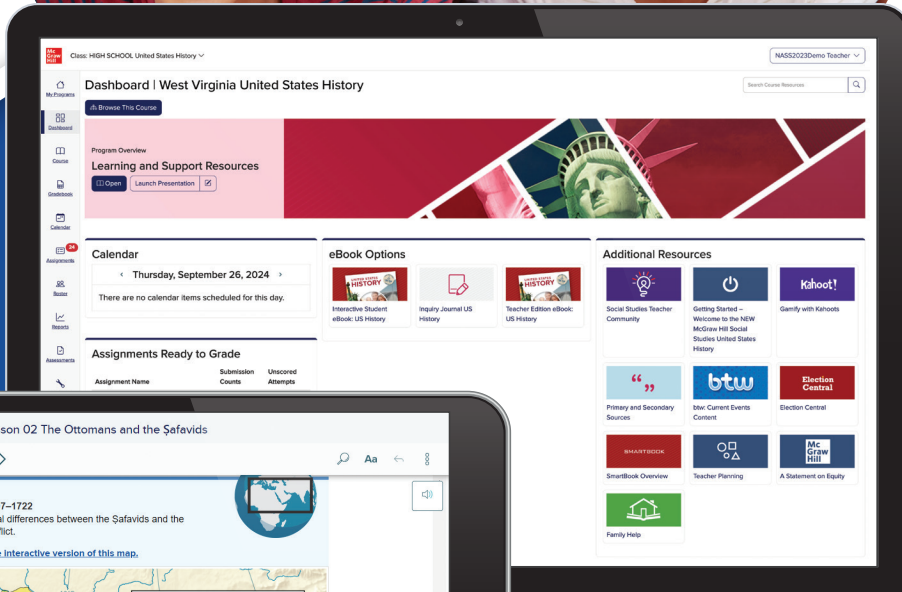 Mc
Graw
Hill
Class: HIGH SCHOOL United States History
NASS2023Demo Teacher
My Programs
Dashboard
Course
Gradebook
Calendar
24
Assignments
Roster
Reports
Assessments
Dashboard | West Virginia United States History
Search Course Resources
Browse This Course
Program Overview
Learning and Support Resources
Open
Launch Presentation
Calendar
‹ Thursday, September 26, 2024 ›
There are no calendar items scheduled for this day.
Assignments Ready to Grade
Assignment Name
Submission
Counts
Unscored
Attempts
eBook Options
HISTORY
Interactive Student
eBook: US History
Inquiry Journal US
History
HISTORY
Teacher Edition eBook:
US History
Additional Resources
Social Studies Teacher
Community
Getting Started –
Welcome to the NEW
McGraw Hill Social
Studies United States
History
Kahoot!
Gamify with Kahoots
“ ”
Primary and Secondary
Sources
btw
btw: Current Events
Content
Election
Central
Election Central
SMARTBOOK
SmartBook Overview
Teacher Planning
Mc
Graw
Hill
A Statement on Equity
Family Help
son 02 The Ottomans and the Ṣafavids
Aa
7–1722
al differences between the Ṣafavids and the
flict.
e interactive version of this map.